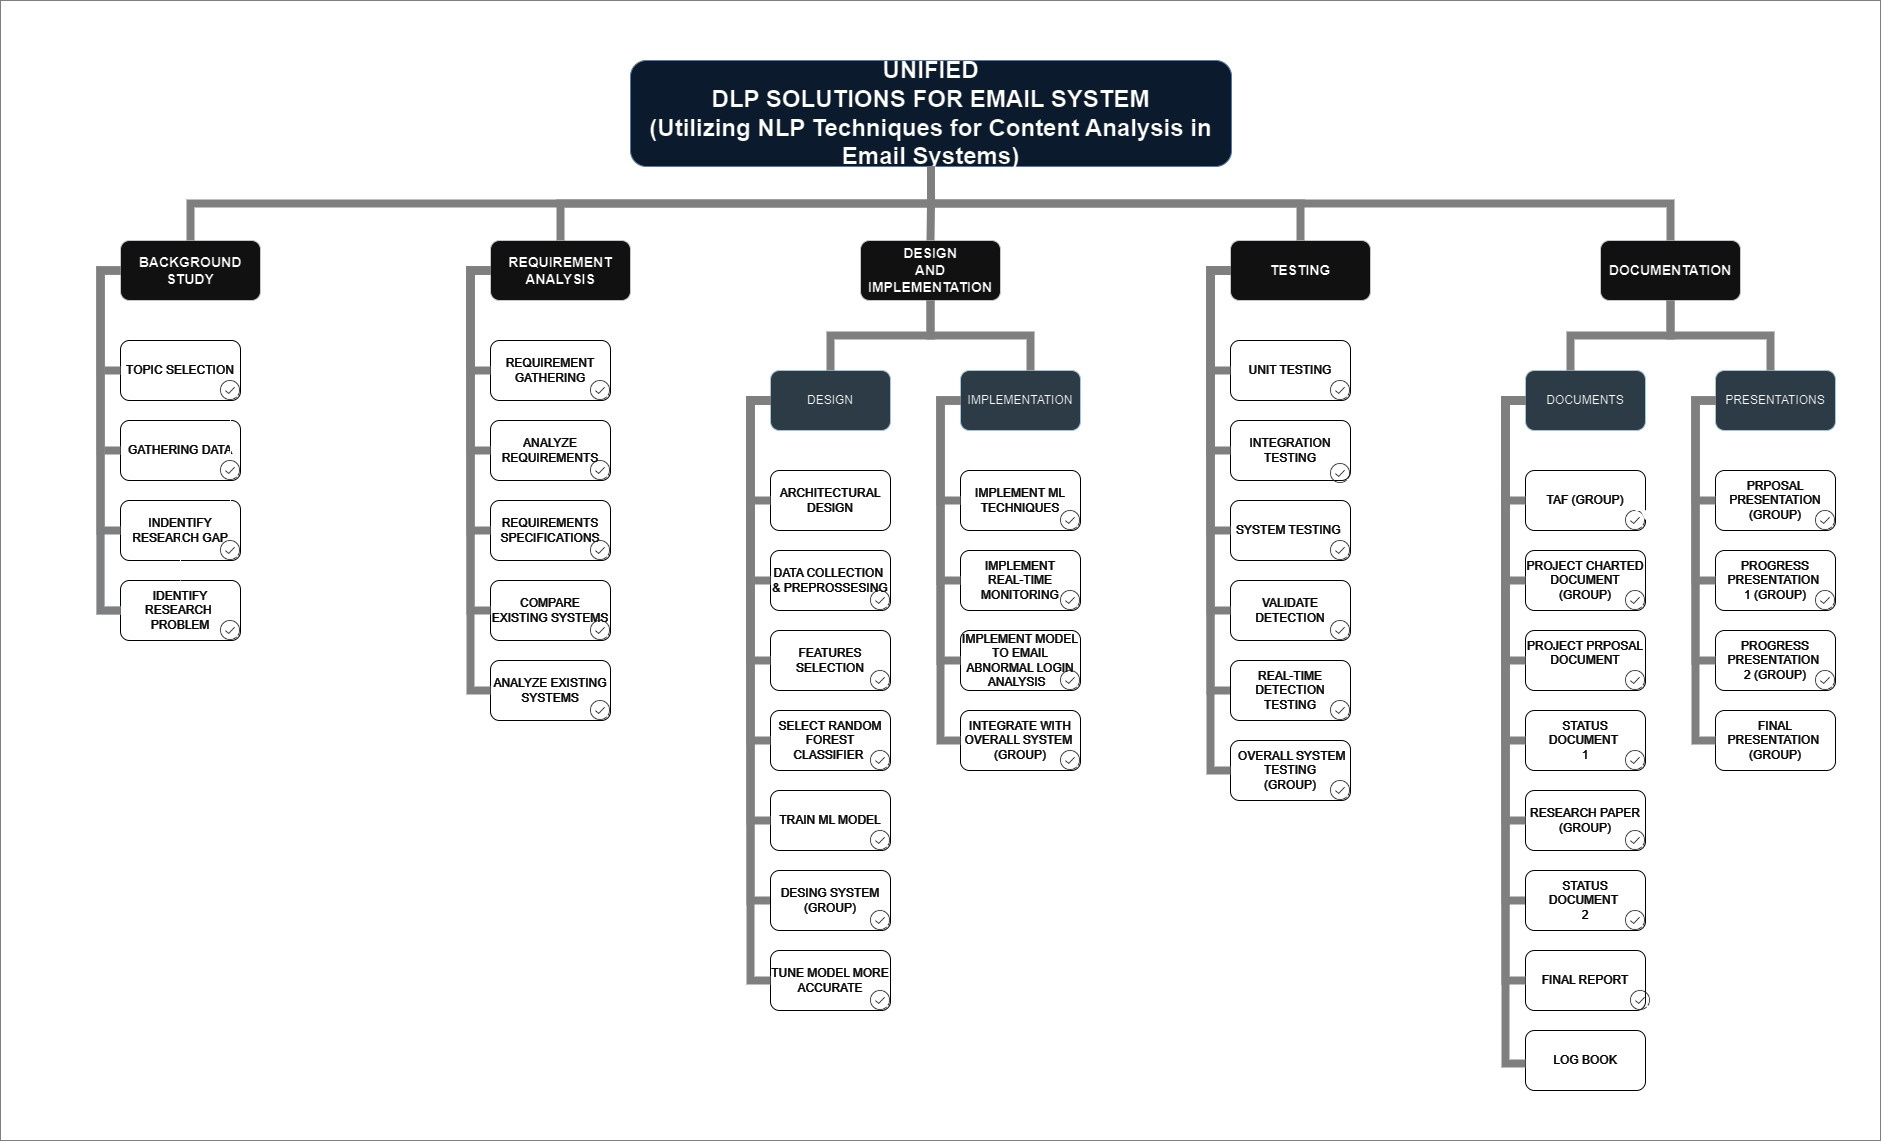 UNIFIED
DLP SOLUTIONS FOR EMAIL SYSTEM
(Utilizing NLP Techniques for Content Analysis in
Email Systems)
BACKGROUND
STUDY
TOPIC SELECTION
GATHERING DATA
INDENTIFY
RESEARCH GAP
IDENTIFY
RESEARCH
PROBLEM
REQUIREMENT
ANALYSIS
REQUIREMENT
GATHERING
ANALYZE
REQUIREMENTS
REQUIREMENTS
SPECIFICATIONS
COMPARE
EXISTING SYSTEMS
ANALYZE EXISTING
SYSTEMS
DESIGN
AND
IMPLEMENTATION
DESIGN
ARCHITECTURAL
DESIGN
DATA COLLECTION
& PREPROSSESING
FEATURES
SELECTION
SELECT RANDOM
FOREST
CLASSIFIER
TRAIN ML MODEL
DESING SYSTEM
(GROUP)
TUNE MODEL MORE
ACCURATE
IMPLEMENTATION
IMPLEMENT ML
TECHNIQUES
IMPLEMENT
REAL-TIME
MONITORING
IMPLEMENT MODEL
TO EMAIL
ABNORMAL LOGIN
ANALYSIS
INTEGRATE WITH
OVERALL SYSTEM
(GROUP)
TESTING
UNIT TESTING
INTEGRATION
TESTING
SYSTEM TESTING
VALIDATE
DETECTION
REAL-TIME
DETECTION
TESTING
OVERALL SYSTEM
TESTING
(GROUP)
DOCUMENTATION
DOCUMENTS
TAF (GROUP)
PROJECT CHARTED
DOCUMENT
(GROUP)
PROJECT PRPOSAL
DOCUMENT
STATUS
DOCUMENT
1
RESEARCH PAPER
(GROUP)
STATUS
DOCUMENT
2
FINAL REPORT
LOG BOOK
PRESENTATIONS
PRPOSAL
PRESENTATION
(GROUP)
PROGRESS
PRESENTATION
1 (GROUP)
PROGRESS
PRESENTATION
2 (GROUP)
FINAL
PRESENTATION
(GROUP)